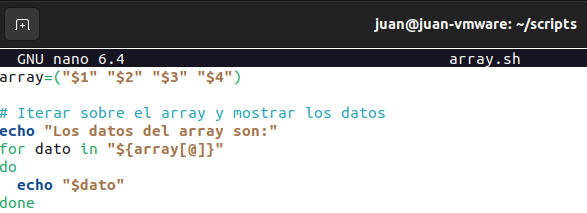 juan@juan-vmware: ~/scripts
GNU nano 6.4 array.sh
array=("$1" "$2" "$3" "$4")
# Iterar sobre el array y mostrar los datos
echo "Los datos del array son:"
for dato in "${array[@]}"
do
  echo "$dato"
done